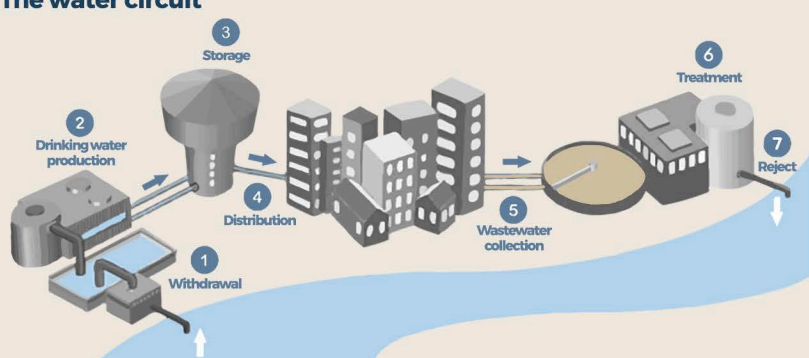 The water circuit
3
Storage
6
Treatment
2
Drinking water
production
7
Reject
4
Distribution
5
Wastewater
collection
1
Withdrawal